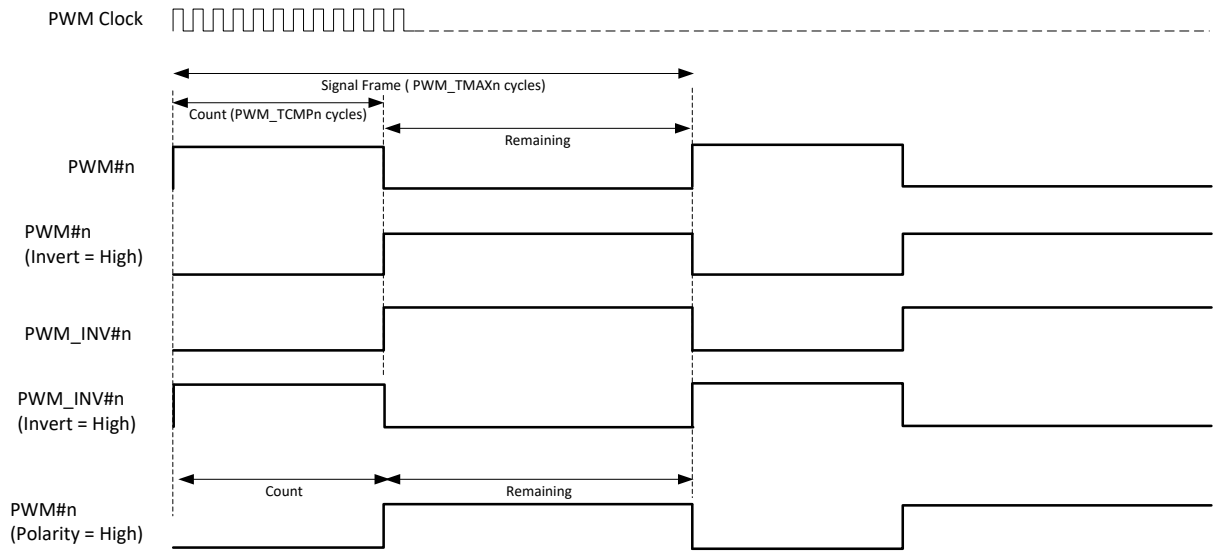 PWM Clock
Signal Frame ( PWM_TMAXn cycles)
Count (PWM_TCMPn cycles)
Remaining
PWM#n
PWM#n
(Invert = High)
PWM_INV#n
PWM_INV#n
(Invert = High)
Count
Remaining
PWM#n
(Polarity = High)